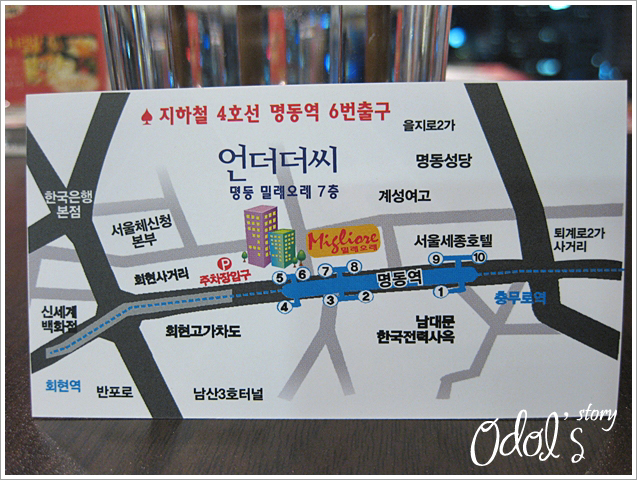 ♠ 지하철 4호선 명동역 6번출구
을지로2가
언더더씨
명동 밀레오레 7층
명동성당
한국은행
본점
계성여고
서울체신청
본부
Migliore
밀레오레
서울세종호텔
퇴계로2가
사거리
회현사거리
P
주차장입구
5 6 7 8 9 10
명동역
4 3 2 1
충무로역
신세계
백화점
회현고가차도
남대문
한국전력사옥
회현역
반포로
남산3호터널
Odol's story